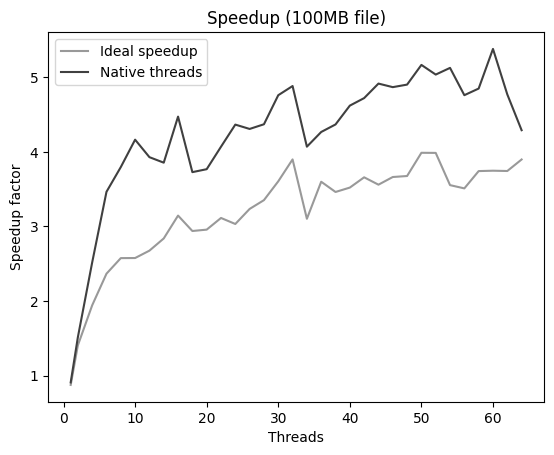 Speedup (100MB file)
Ideal speedup
Native threads
Speedup factor
5
4
3
2
1
0 10 20 30 40 50 60
Threads